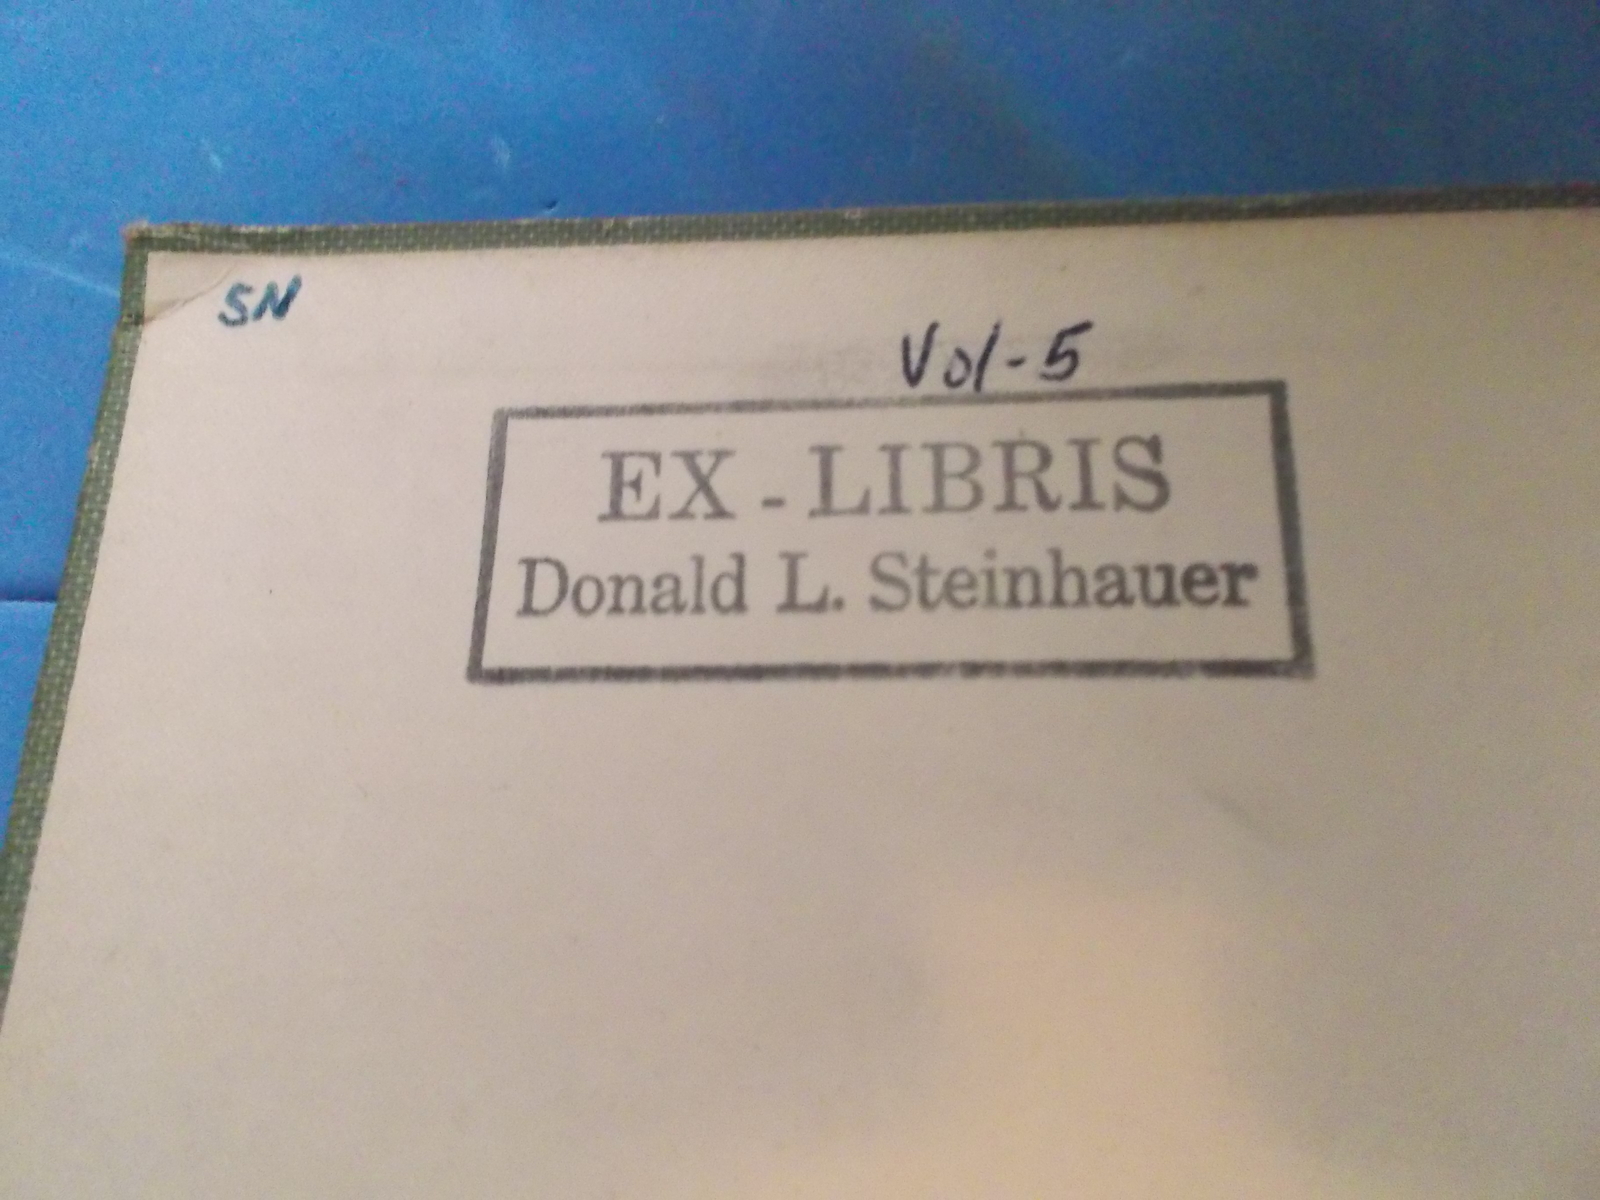 SN
Vol-5
EX-LIBRIS
Donald L. Steinhauer